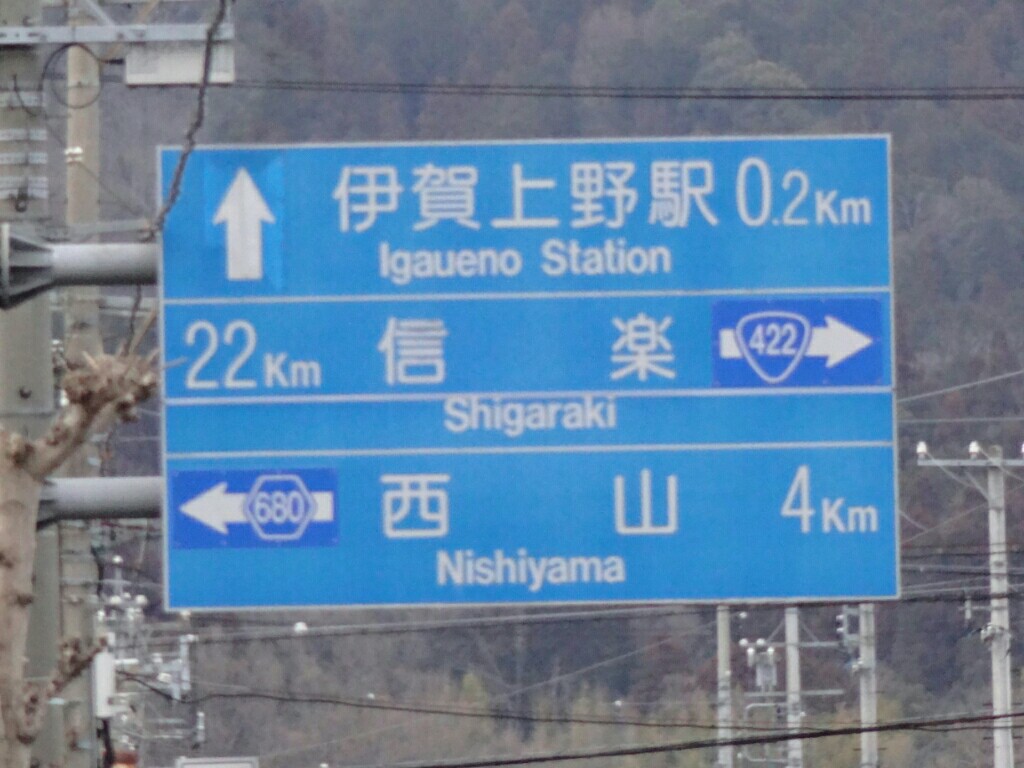 伊賀上野駅 0.2Km
Igaueno Station
22Km 信楽 422
Shigaraki
680 西山 4Km
Nishiyama